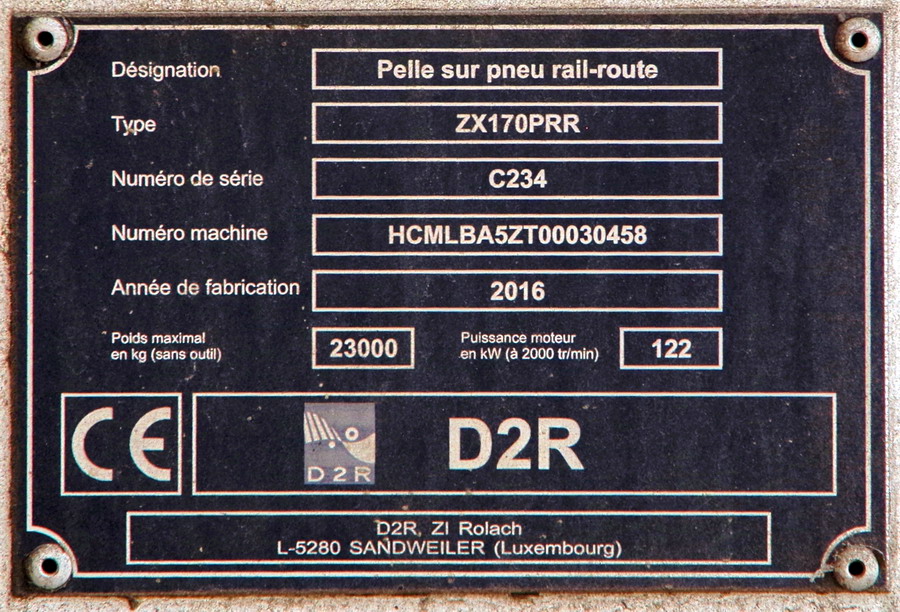 Désignation Pelle sur pneu rail-route
Type ZX170PRR
Numéro de série C234
Numéro machine HCMLBA5ZT00030458
Année de fabrication 2016
Poids maximal
en kg (sans outil) 23000
Puissance moteur
en kW (à 2000 tr/min) 122
CE
D2R
D2R
D2R, ZI Rolach
L-5280 SANDWEILER (Luxembourg)